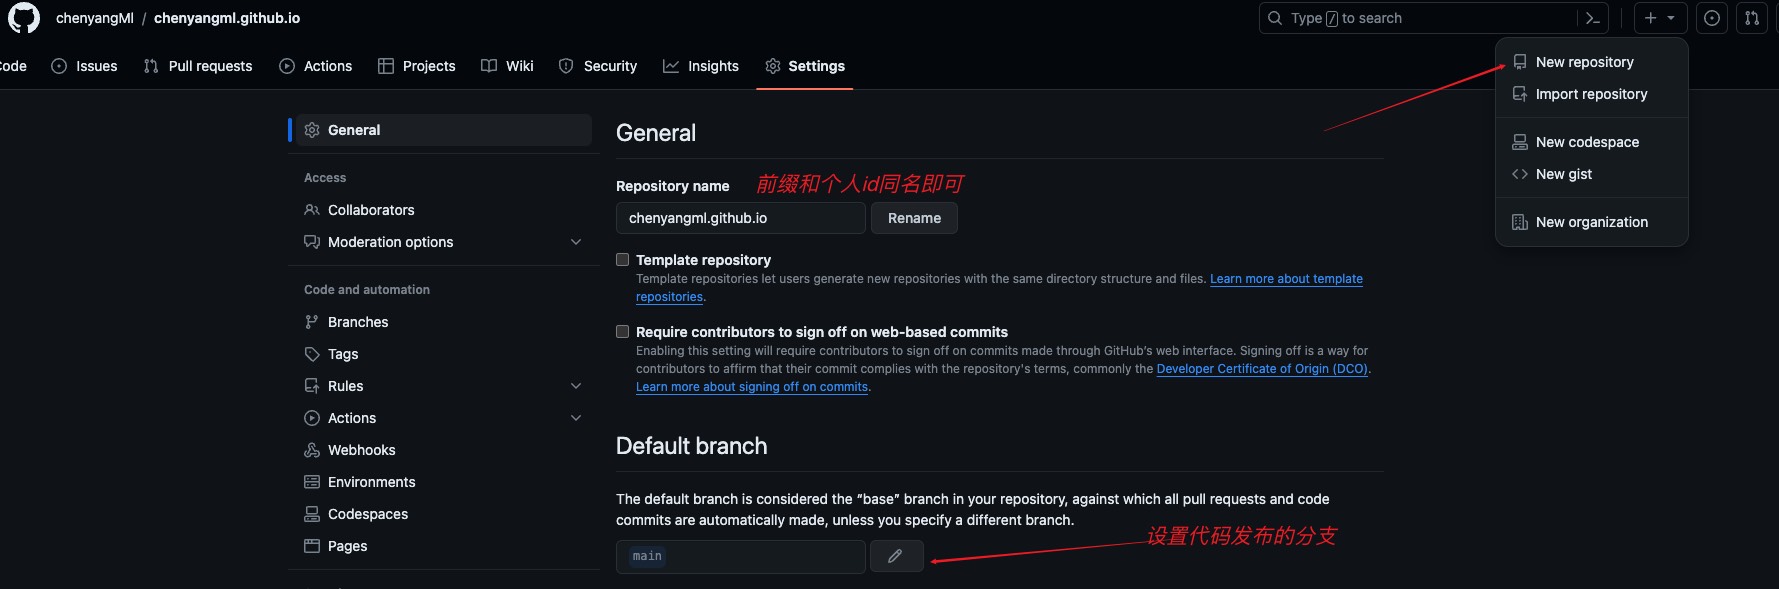 chenyangMl / chenyangml.github.io
Type / to search
ode Issues Pull requests Actions Projects Wiki Security Insights Settings
New repository
Import repository
New codespace
New gist
New organization
General
Access
Collaborators
Moderation options
Code and automation
Branches
Tags
Rules
Actions
Webhooks
Environments
Codespaces
Pages
General
Repository name 前缀和个人id同名即可
chenyangml.github.io Rename
Template repository
Template repositories let users generate new repositories with the same directory structure and files. Learn more about template
repositories.
Require contributors to sign off on web-based commits
Enabling this setting will require contributors to sign off on commits made through GitHub's web interface. Signing off is a way for
contributors to affirm that their commit complies with the repository's terms, commonly the Developer Certificate of Origin (DCO).
Learn more about signing off on commits.
Default branch
The default branch is considered the “base” branch in your repository, against which all pull requests and code
commits are automatically made, unless you specify a different branch.
设置代码发布的分支
main